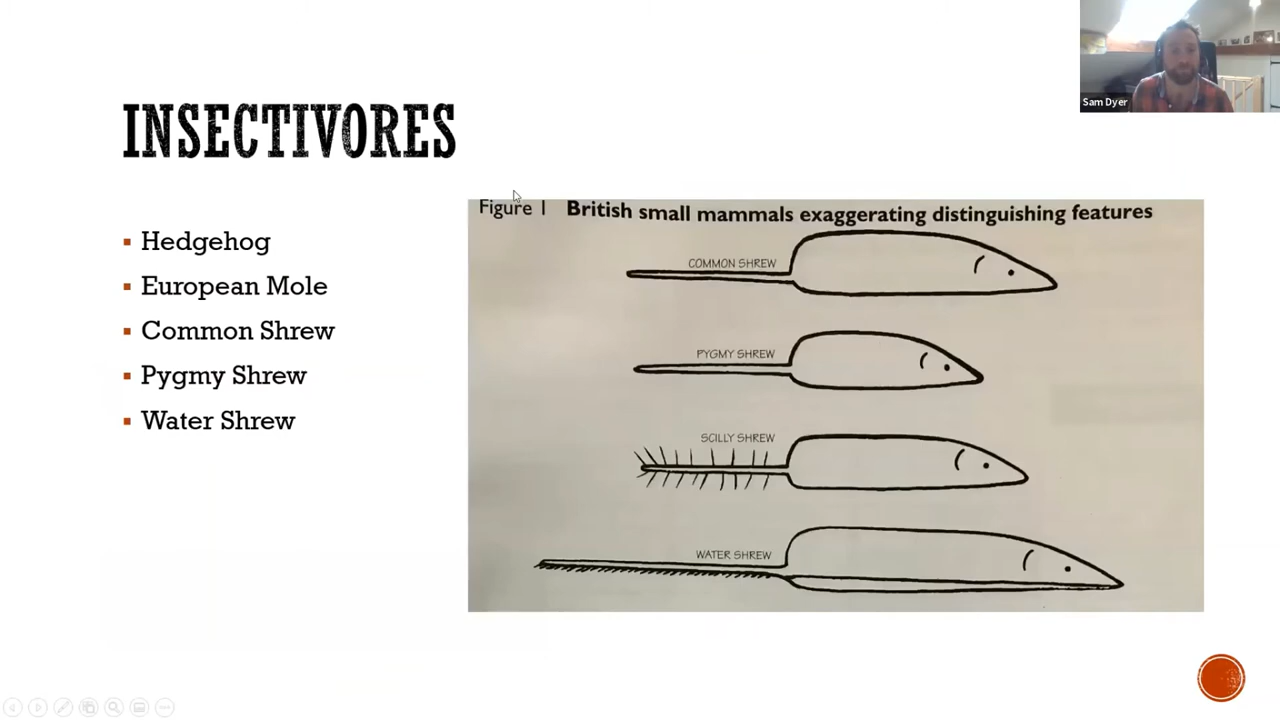 Sam Dyer
INSECTIVORES
Hedgehog
European Mole
Common Shrew
Pygmy Shrew
Water Shrew
Figure 1 British small mammals exaggerating distinguishing features
COMMON SHREW
PYGMY SHREW
SCILLY SHREW
WATER SHREW